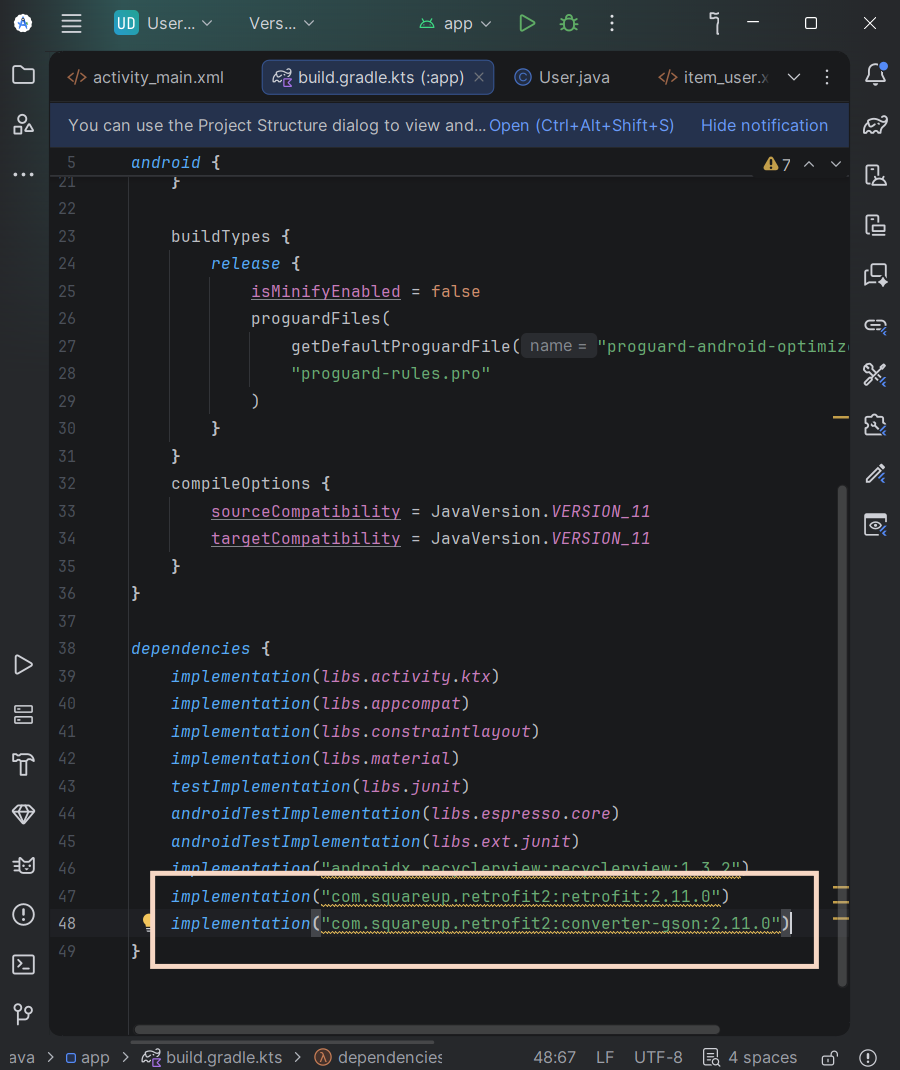 UD User... Vers... app
activity_main.xml build.gradle.kts (:app) User.java item_user.x
You can use the Project Structure dialog to view and... Open (Ctrl+Alt+Shift+S) Hide notification
5 android { 7
21 }
22
23 buildTypes {
24 release {
25 isMinifyEnabled = false
26 proguardFiles(
27 getDefaultProguardFile( name = "proguard-android-optimize
28 "proguard-rules.pro"
29 )
30 }
31 }
32 compileOptions {
33 sourceCompatibility = JavaVersion.VERSION_11
34 targetCompatibility = JavaVersion.VERSION_11
35 }
36 }
37
38 dependencies {
39 implementation(libs.activity.ktx)
40 implementation(libs.appcompat)
41 implementation(libs.constraintlayout)
42 implementation(libs.material)
43 testImplementation(libs.junit)
44 androidTestImplementation(libs.espresso.core)
45 androidTestImplementation(libs.ext.junit)
46 implementation("androidx.recyclerview:recyclerview:1.3.2")
47 implementation("com.squareup.retrofit2:retrofit:2.11.0")
48 implementation("com.squareup.retrofit2:converter-gson:2.11.0")
49 }
ava > app > build.gradle.kts > dependencies 48:67 LF UTF-8 4 spaces